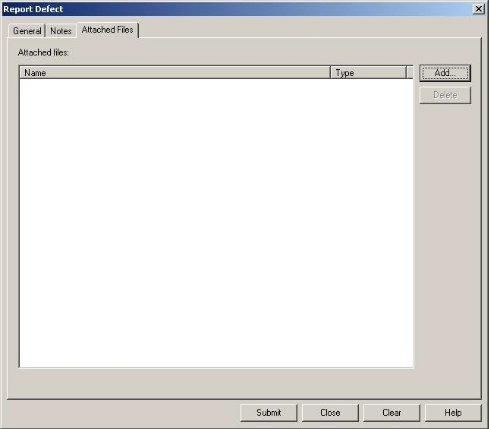 Report Defect
General Notes Attached Files
Attached files:
Name Type Add...
Delete
Submit Close Clear Help